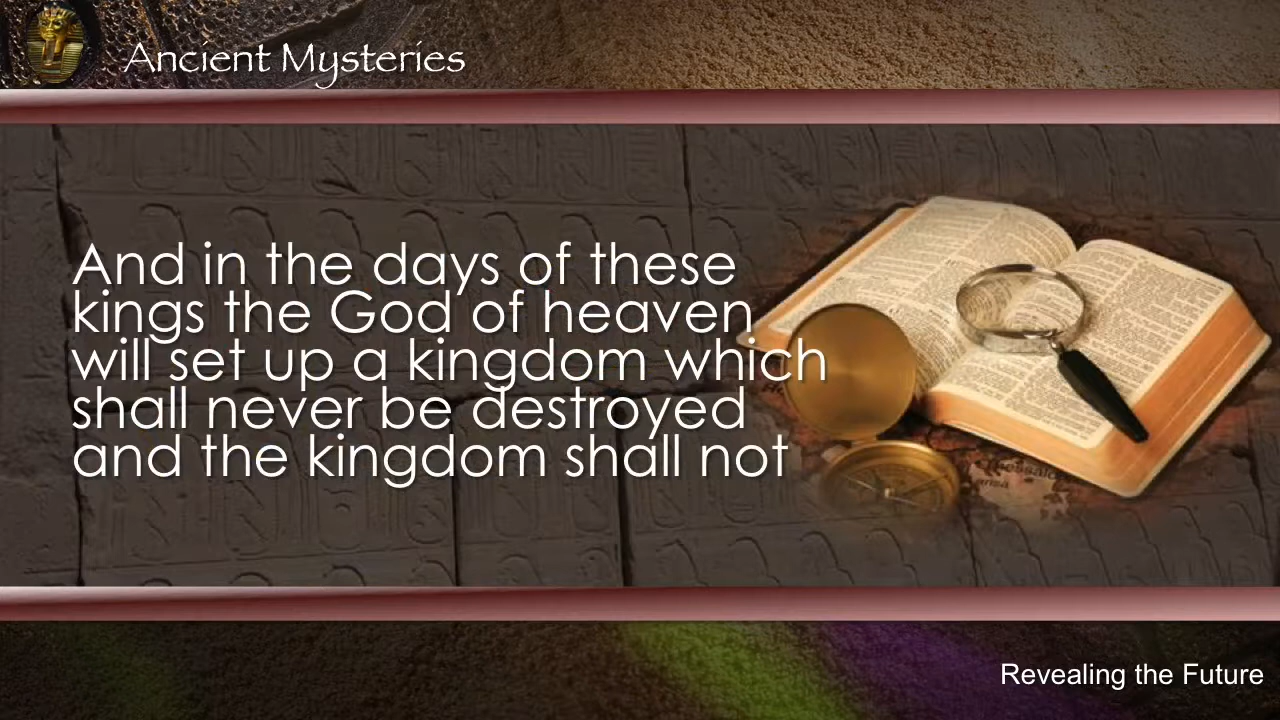 Ancient Mysteries
And in the days of these
kings the God of heaven
will set up a kingdom which
shall never be destroyed
and the kingdom shall not
Revealing the Future